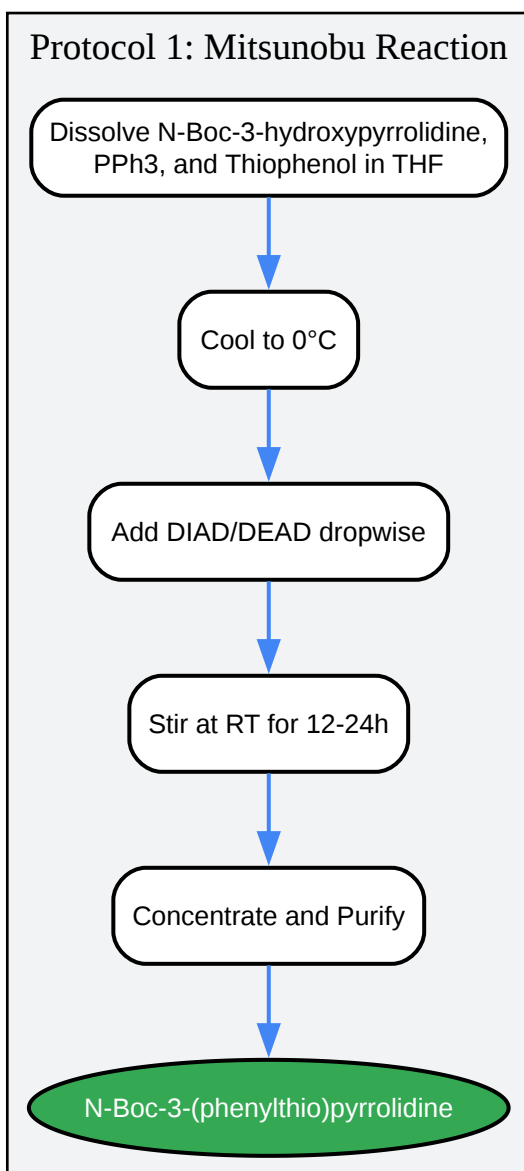 Protocol 1: Mitsunobu Reaction
Dissolve N-Boc-3-hydroxypyrrolidine,
PPh3, and Thiophenol in THF
Cool to 0°C
Add DIAD/DEAD dropwise
Stir at RT for 12-24h
Concentrate and Purify
N-Boc-3-(phenylthio)pyrrolidine